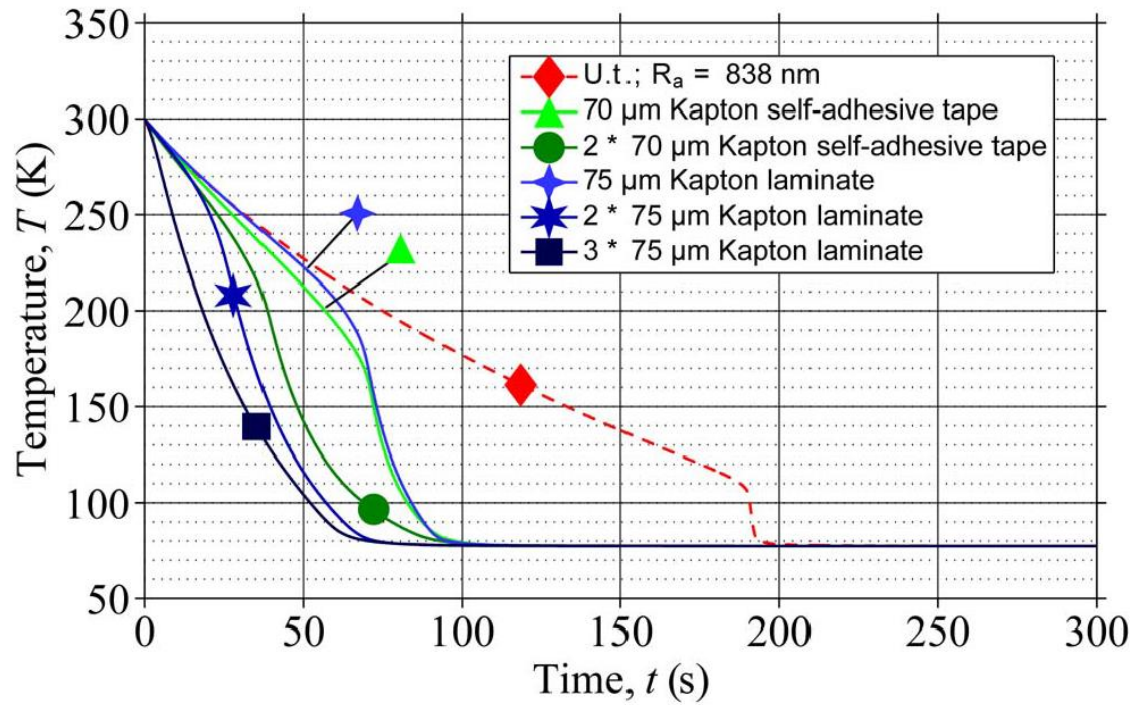 350
300
250
200
150
100
50
Temperature, T (K)
U.t.; Ra = 838 nm
70 µm Kapton self-adhesive tape
2 * 70 µm Kapton self-adhesive tape
75 µm Kapton laminate
2 * 75 µm Kapton laminate
3 * 75 µm Kapton laminate
0 50 100 150 200 250 300
Time, t (s)